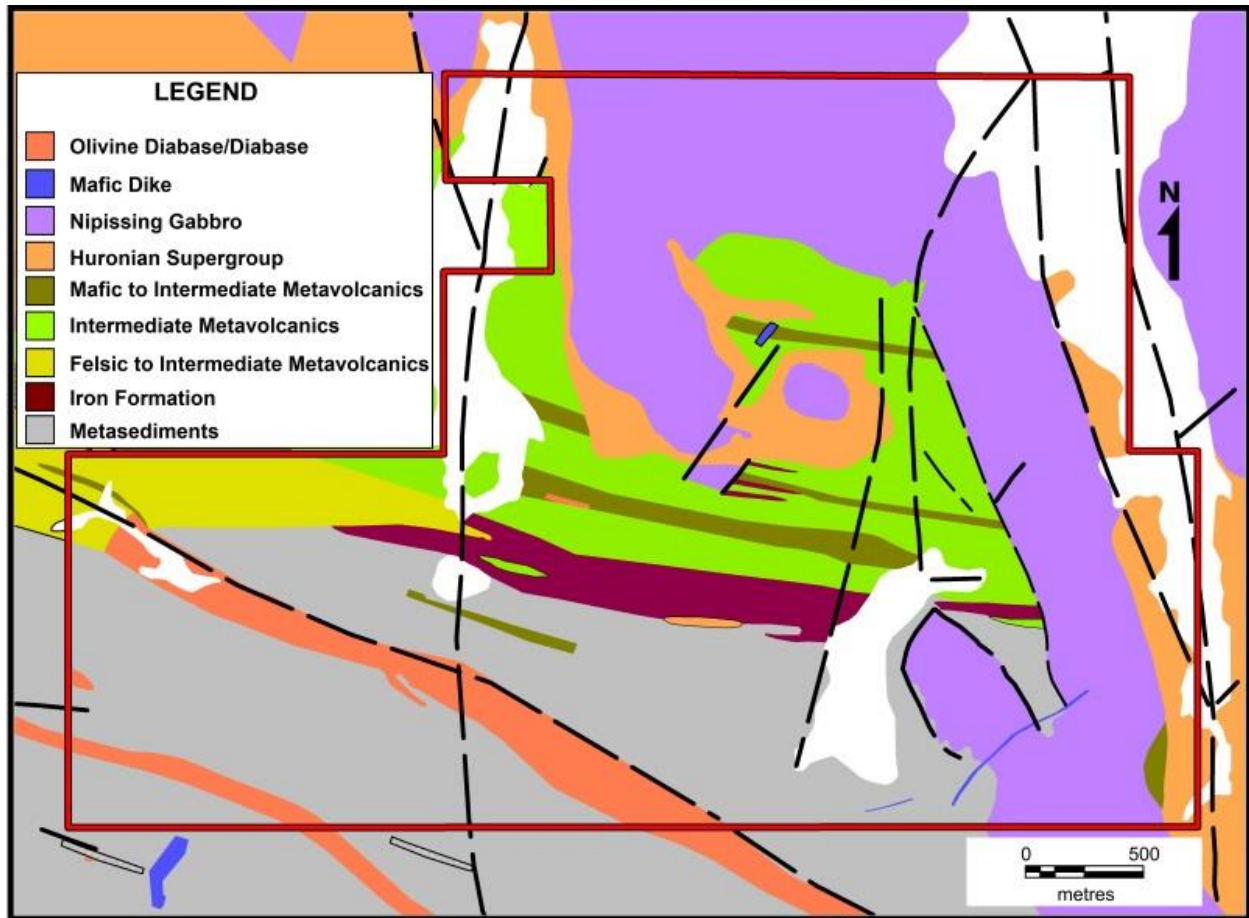 LEGEND
Olivine Diabase/Diabase
Mafic Dike
Nipissing Gabbro
Huronian Supergroup
Mafic to Intermediate Metavolcanics
Intermediate Metavolcanics
Felsic to Intermediate Metavolcanics
Iron Formation
Metasediments
N
0 500
metres